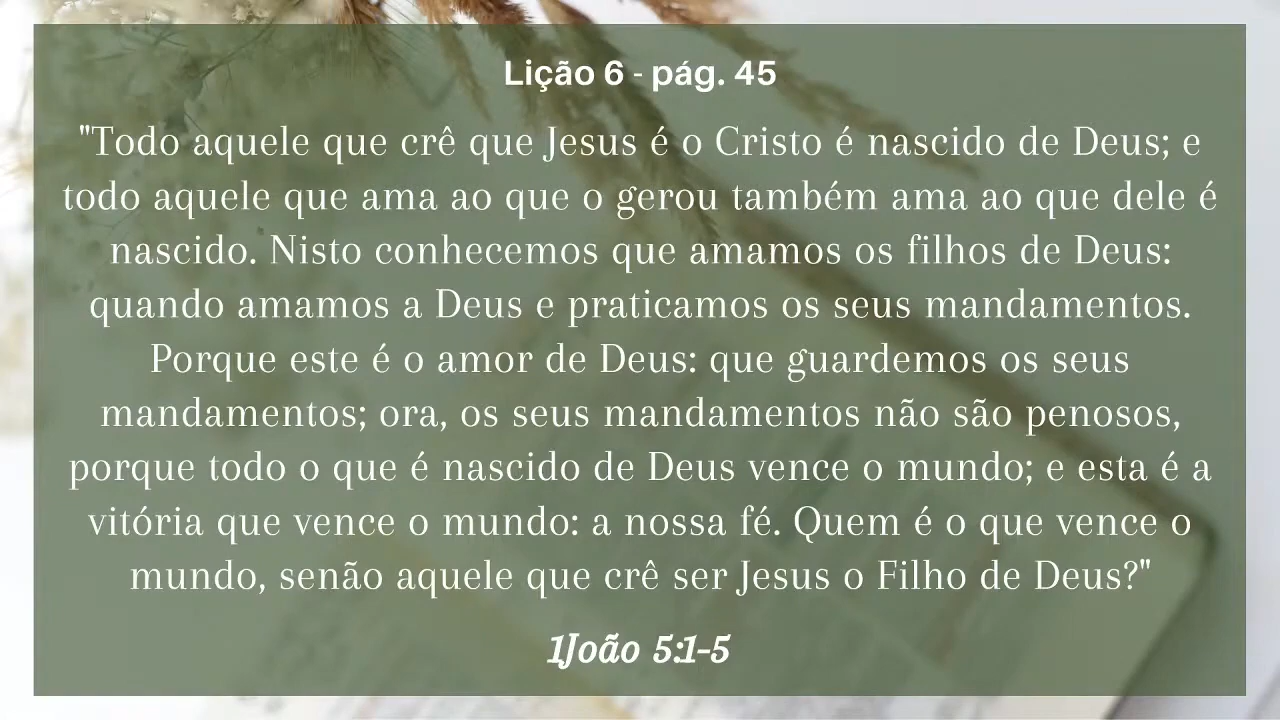 Lição 6 - pág. 45
"Todo aquele que crê que Jesus é o Cristo é nascido de Deus; e
todo aquele que ama ao que o gerou também ama ao que dele é
nascido. Nisto conhecemos que amamos os filhos de Deus:
quando amamos a Deus e praticamos os seus mandamentos.
Porque este é o amor de Deus: que guardemos os seus
mandamentos; ora, os seus mandamentos não são penosos,
porque todo o que é nascido de Deus vence o mundo; e esta é a
vitória que vence o mundo: a nossa fé. Quem é o que vence o
mundo, senão aquele que crê ser Jesus o Filho de Deus?"
1João 5:1-5